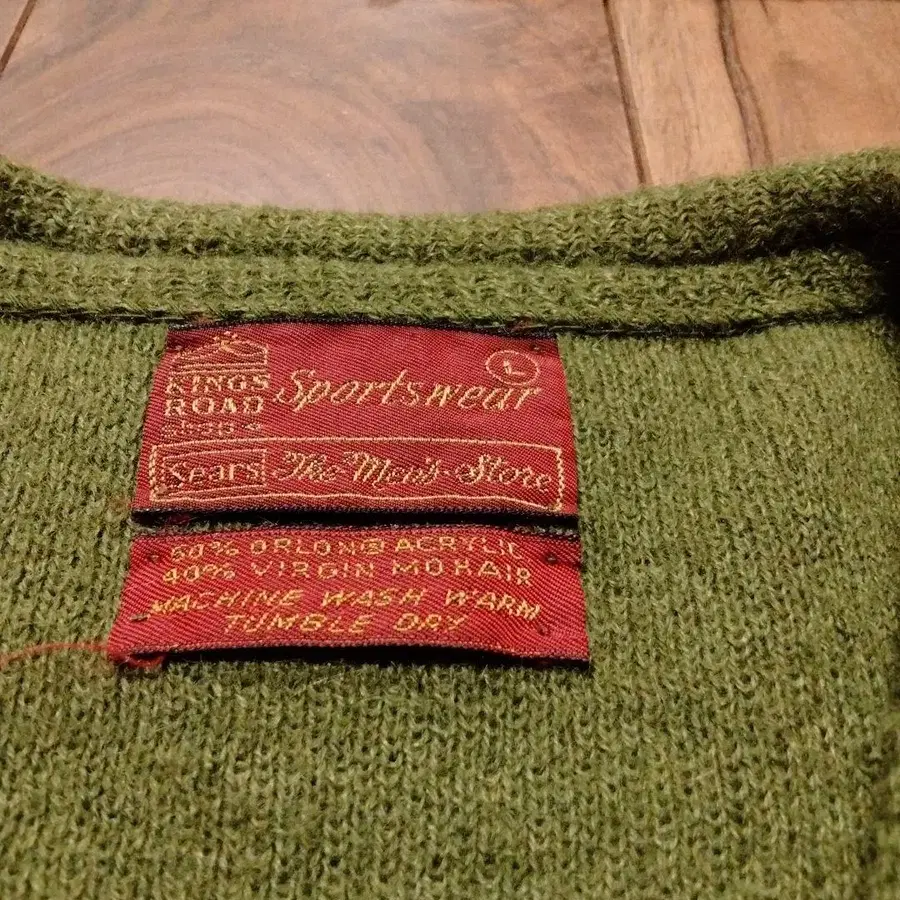 KINGS
ROAD
Sportswear
L
Sears The Men's Store
60% ORLON® ACRYLIC
40% VIRGIN MOHAIR
MACHINE WASH WARM
TUMBLE DRY